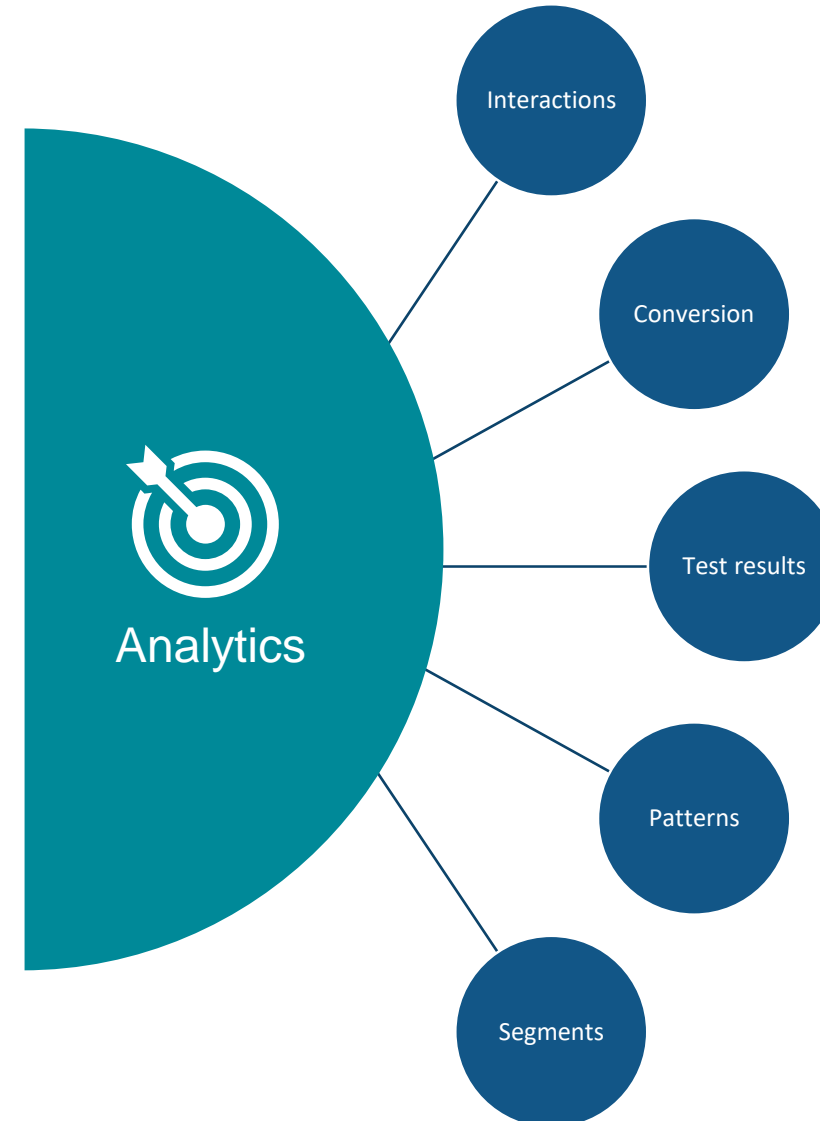 Interactions
Conversion
Test results
Analytics
Patterns
Segments